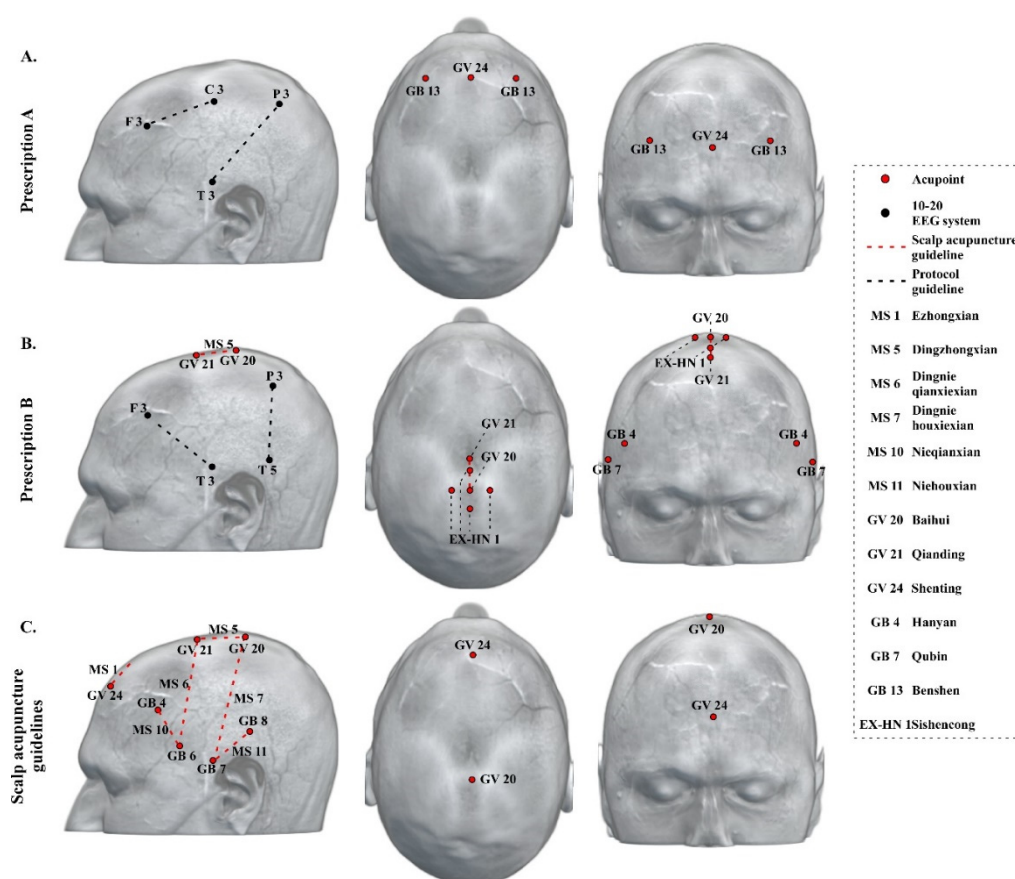 A.
Prescription A
C 3
P 3
F 3
T 3
GV 24
GB 13
GB 13
GV 24
GB 13
GB 13
B.
Prescription B
MS 5
GV 21
GV 20
P 3
F 3
T 3
T 5
GV 21
GV 20
EX-HN 1
GV 20
EX-HN 1
GV 21
GB 4
GB 4
GB 7
GB 7
C.
Scalp acupuncture
guidelines
MS 5
GV 21
GV 20
MS 1
GV 24
MS 6
GB 4
MS 7
GB 8
MS 10
MS 11
GB 6
GB 7
GV 24
GV 20
GV 20
GV 24
Acupoint
10-20
EEG system
Scalp acupuncture
guideline
Protocol
guideline
MS 1 Ezhongxian
MS 5 Dingzhongxian
MS 6 Dingnie
qianxiexian
MS 7 Dingnie
houxiexian
MS 10 Nieqianxian
MS 11 Niehouxian
GV 20 Baihui
GV 21 Qianding
GV 24 Shenting
GB 4 Hanyan
GB 7 Qubin
GB 13 Benshen
EX-HN 1 Sishencong